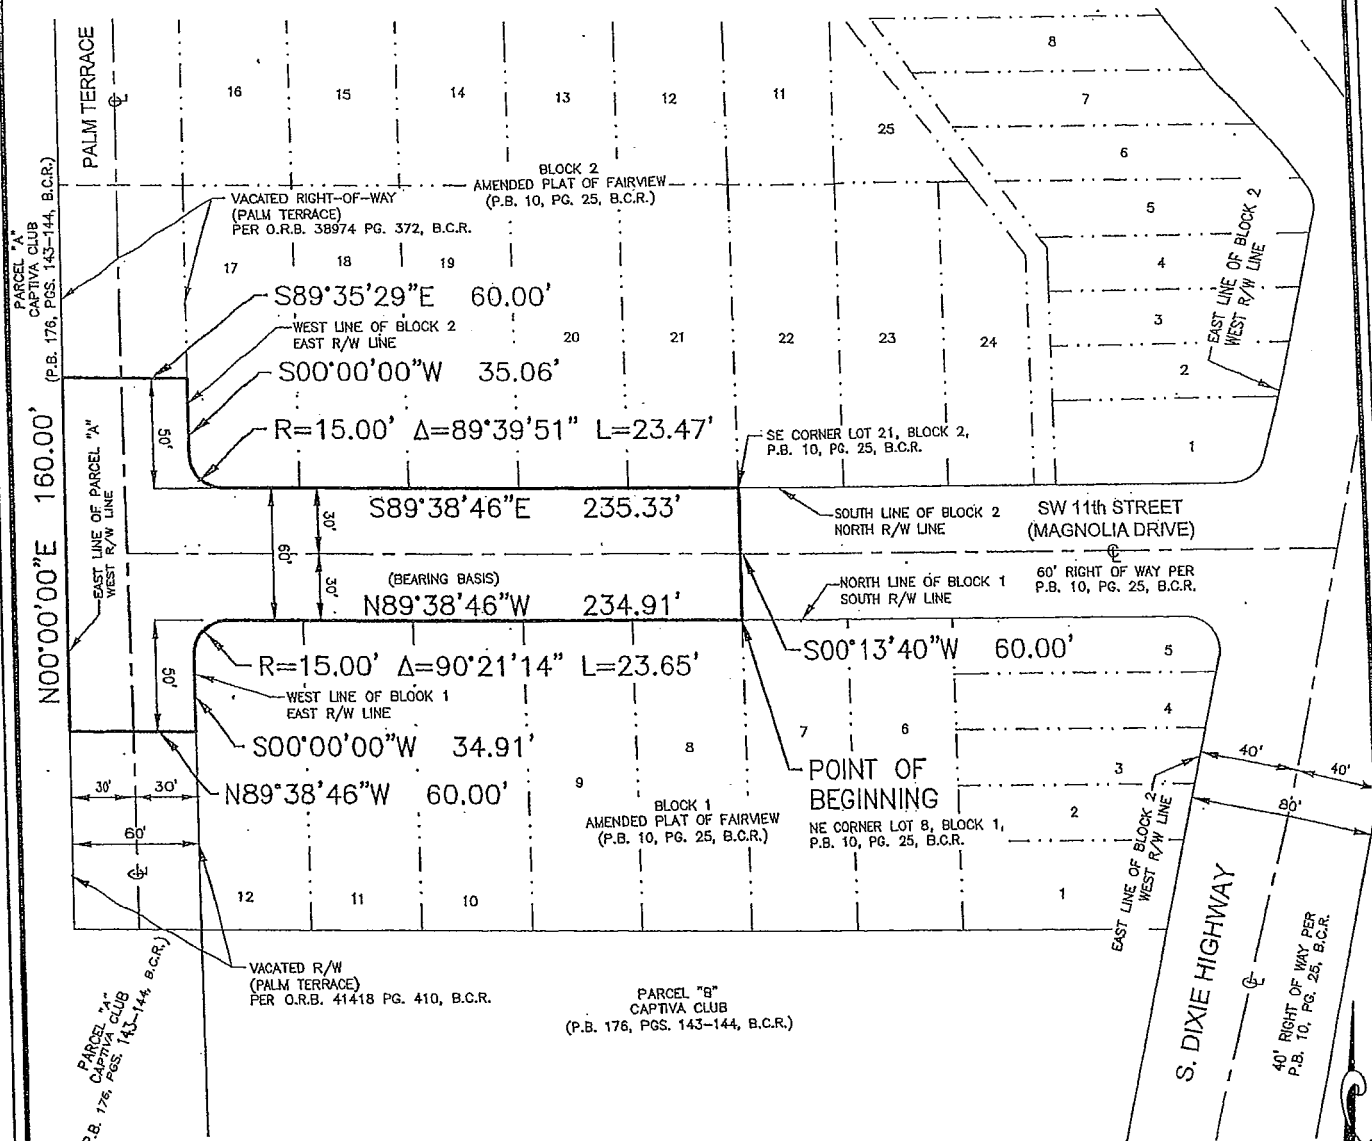 PALM TERRACE
16
15
14
13
12
11
25
8
7
6
5
4
3
2
1
BLOCK 2
AMENDED PLAT OF FAIRVIEW
(P.B. 10, PG. 25, B.C.R.)
VACATED RIGHT-OF-WAY
(PALM TERRACE)
PER O.R.B. 38974 PG. 372, B.C.R.
PARCEL "A"
CAPTIVA CLUB
(P.B. 176, PGS. 143-144, B.C.R.)
17
18
19
20
21
22
23
24
EAST LINE OF BLOCK 2
WEST R/W LINE
S89°35'29"E 60.00'
WEST LINE OF BLOCK 2
EAST R/W LINE
S00°00'00"W 35.06'
R=15.00' Δ=89°39'51" L=23.47'
50'
SE CORNER LOT 21, BLOCK 2,
P.B. 10, PG. 25, B.C.R.
N00°00'00"E 160.00'
EAST LINE OF PARCEL "A"
WEST R/W LINE
S89°38'46"E 235.33'
30'
60'
30'
SOUTH LINE OF BLOCK 2
NORTH R/W LINE
SW 11th STREET
(MAGNOLIA DRIVE)
60' RIGHT OF WAY PER
P.B. 10, PG. 25, B.C.R.
(BEARING BASIS)
N89°38'46"W 234.91'
NORTH LINE OF BLOCK 1
SOUTH R/W LINE
S00°13'40"W 60.00'
R=15.00' Δ=90°21'14" L=23.65'
50'
WEST LINE OF BLOCK 1
EAST R/W LINE
S00°00'00"W 34.91'
N89°38'46"W 60.00'
POINT OF
BEGINNING
NE CORNER LOT 8, BLOCK 1,
P.B. 10, PG. 25, B.C.R.
BLOCK 1
AMENDED PLAT OF FAIRVIEW
(P.B. 10, PG. 25, B.C.R.)
5
4
3
2
1
6
7
8
9
10
11
12
30'
30'
60'
EAST LINE OF BLOCK 2
WEST R/W LINE
40'
40'
80'
S. DIXIE HIGHWAY
40' RIGHT OF WAY PER
P.B. 10, PG. 25, B.C.R.
VACATED R/W
(PALM TERRACE)
PER O.R.B. 41418 PG. 410, B.C.R.
PARCEL "B"
CAPTIVA CLUB
(P.B. 176, PGS. 143-144, B.C.R.)
PARCEL "A"
CAPTIVA CLUB
P.B. 176, PGS. 143-144, B.C.R.)